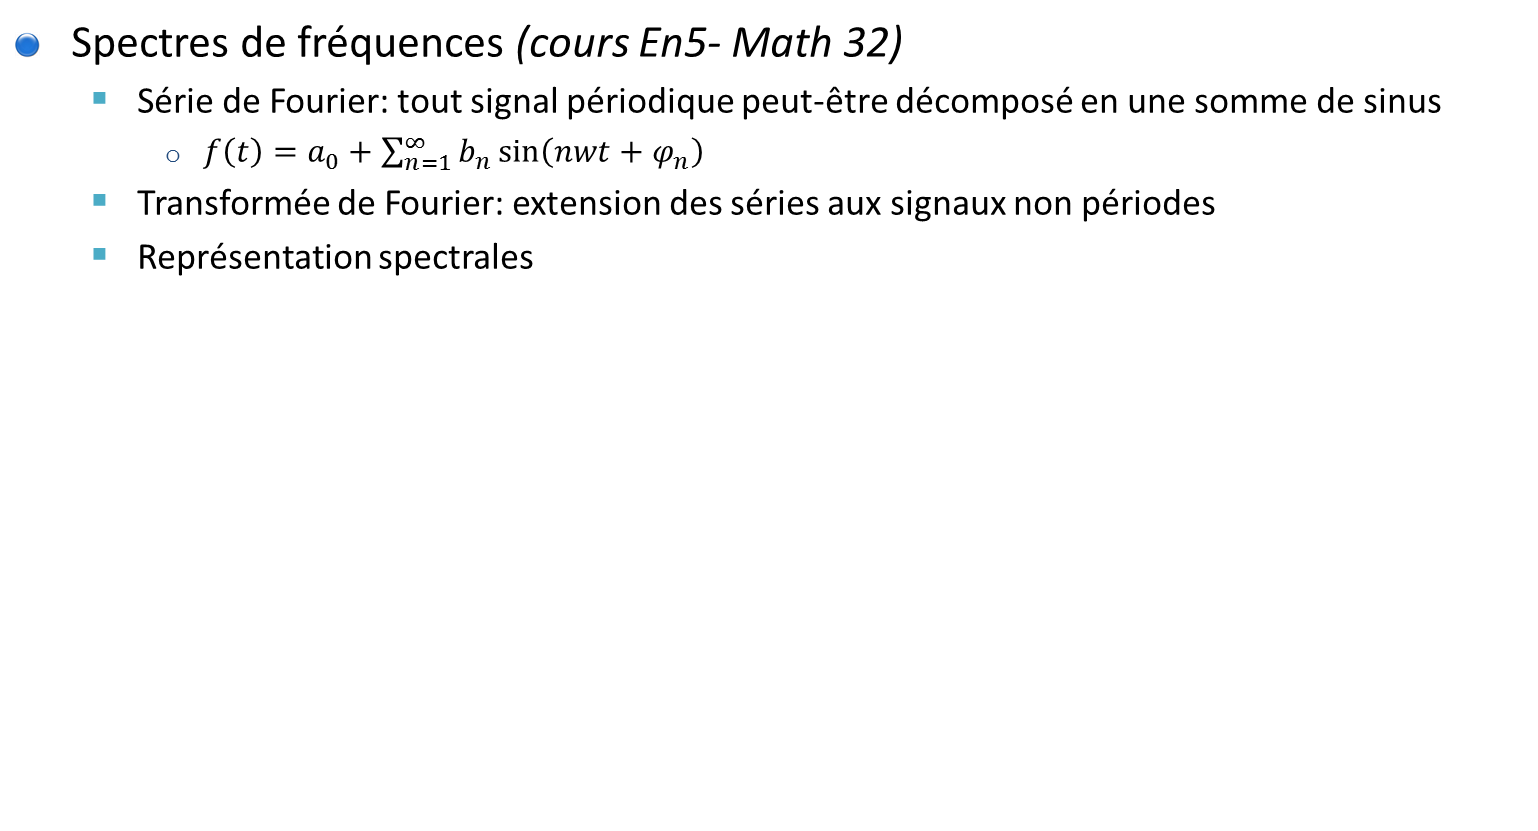 Spectres de fréquences (cours En5- Math 32)
Série de Fourier: tout signal périodique peut-être décomposé en une somme de sinus
f(t) = a₀ + ∑ₙ₌₁^∞ bₙ sin(nwt + φₙ)
Transformée de Fourier: extension des séries aux signaux non périodes
Représentation spectrales